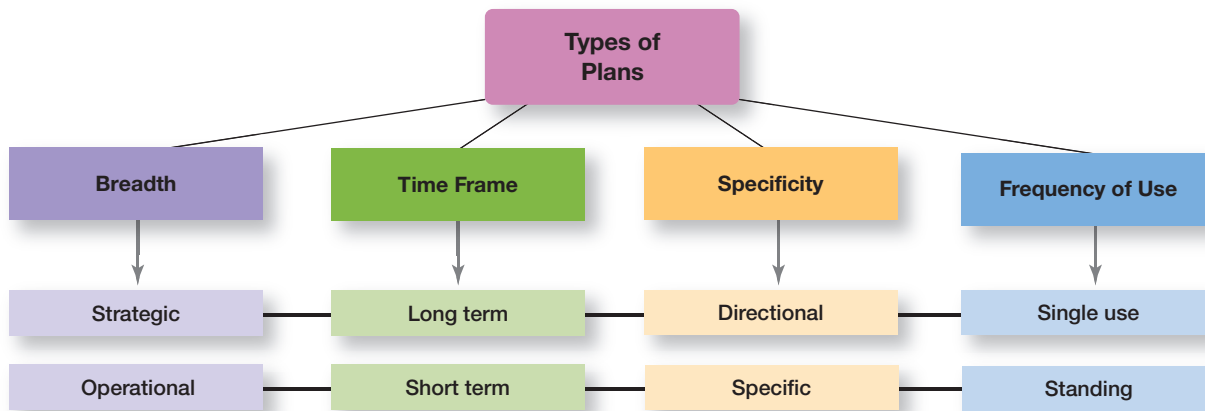 Types of
Plans
Breadth
Time Frame
Specificity
Frequency of Use
Strategic
Long term
Directional
Single use
Operational
Short term
Specific
Standing